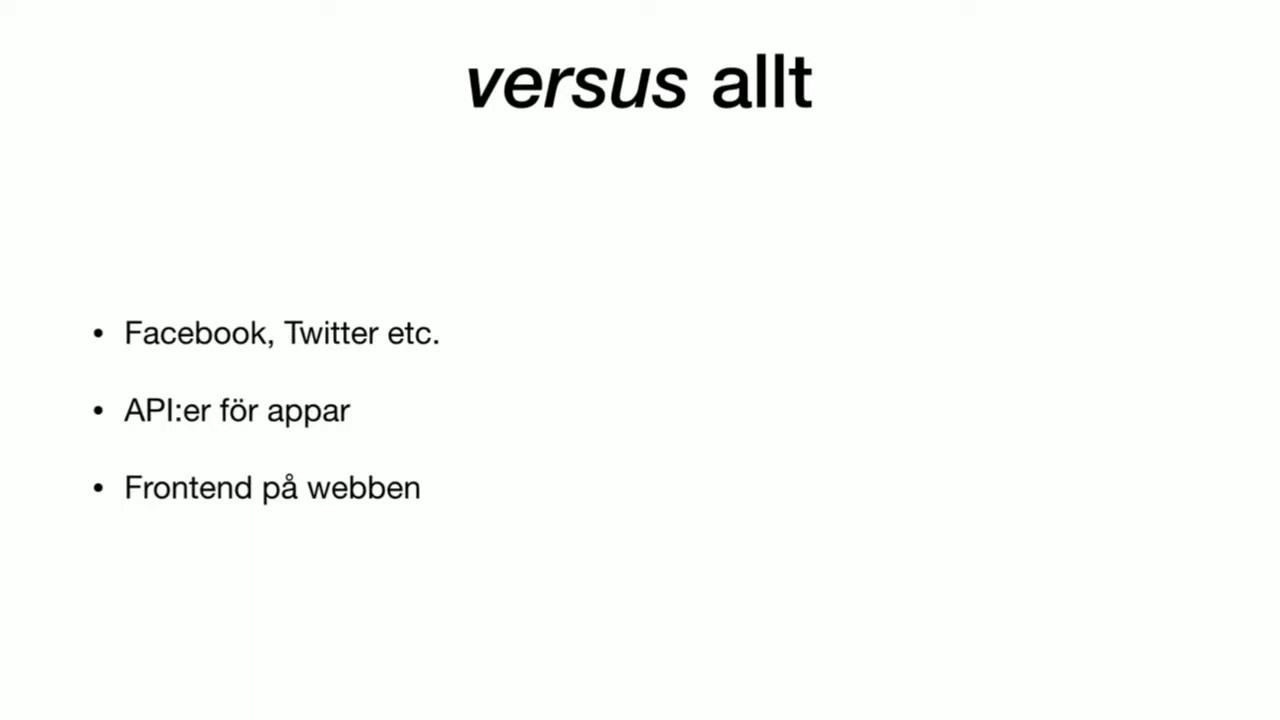 versus allt
• Facebook, Twitter etc.
• API:er för appar
• Frontend på webben